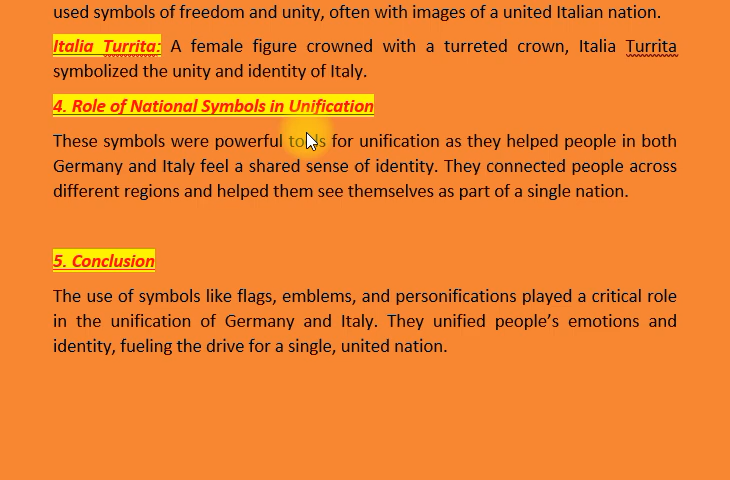 used symbols of freedom and unity, often with images of a united Italian nation.
Italia Turrita: A female figure crowned with a turreted crown, Italia Turrita
symbolized the unity and identity of Italy.
4. Role of National Symbols in Unification
These symbols were powerful tools for unification as they helped people in both
Germany and Italy feel a shared sense of identity. They connected people across
different regions and helped them see themselves as part of a single nation.
5. Conclusion
The use of symbols like flags, emblems, and personifications played a critical role
in the unification of Germany and Italy. They unified people’s emotions and
identity, fueling the drive for a single, united nation.